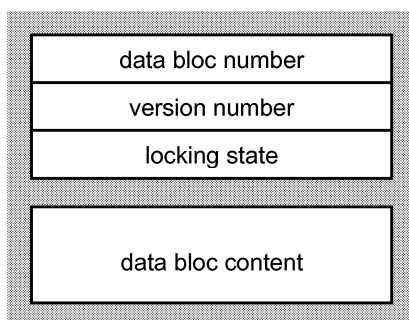 data bloc number
version number
locking state
data bloc content